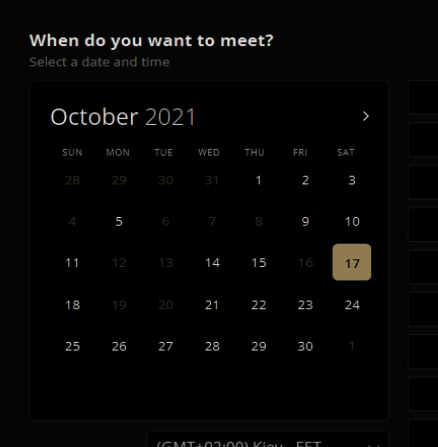 When do you want to meet?
Select a date and time
October 2021
SUN MON TUE WED THU FRI SAT
28 29 30 31 1 2 3
4 5 6 7 8 9 10
11 12 13 14 15 16 17
18 19 20 21 22 23 24
25 26 27 28 29 30 1
(GMT+02:00) Kiev EET